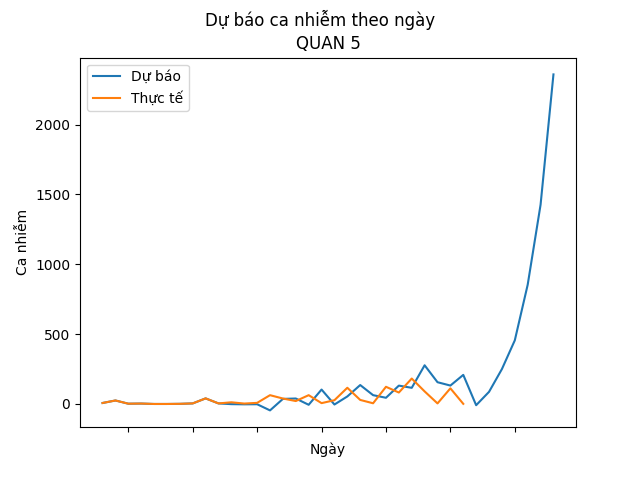 Dự báo ca nhiễm theo ngày
QUAN 5
Dự báo
Thực tế
2000
1500
1000
500
0
Ca nhiễm
Ngày